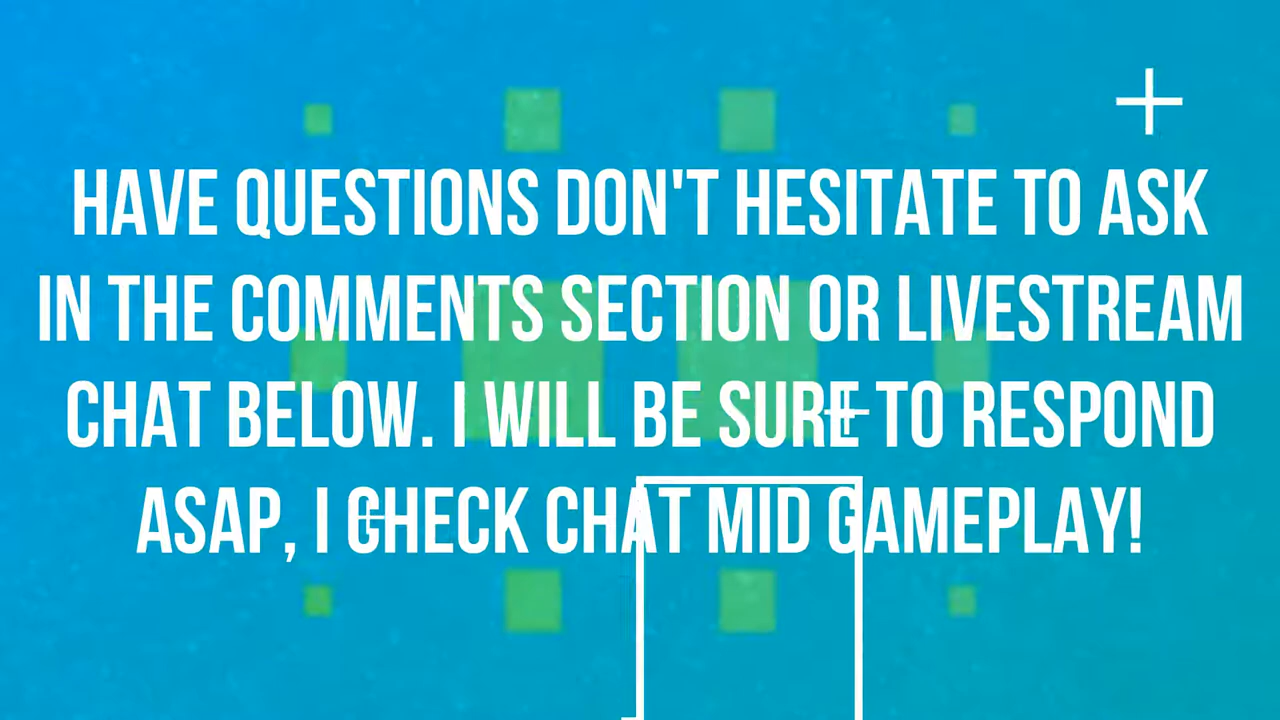 HAVE QUESTIONS DON'T HESITATE TO ASK
IN THE COMMENTS SECTION OR LIVESTREAM
CHAT BELOW. I WILL BE SURE TO RESPOND
ASAP, I CHECK CHAT MID GAMEPLAY!